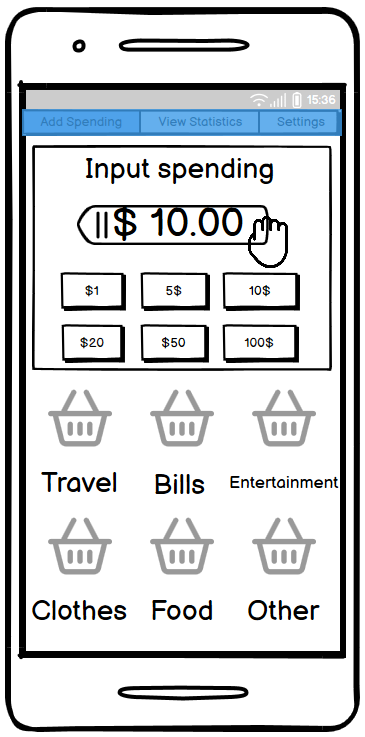 15:36
Add Spending View Statistics Settings
Input spending
$ 10.00
$1 5$ 10$
$20 $50 100$
Travel Bills Entertainment
Clothes Food Other